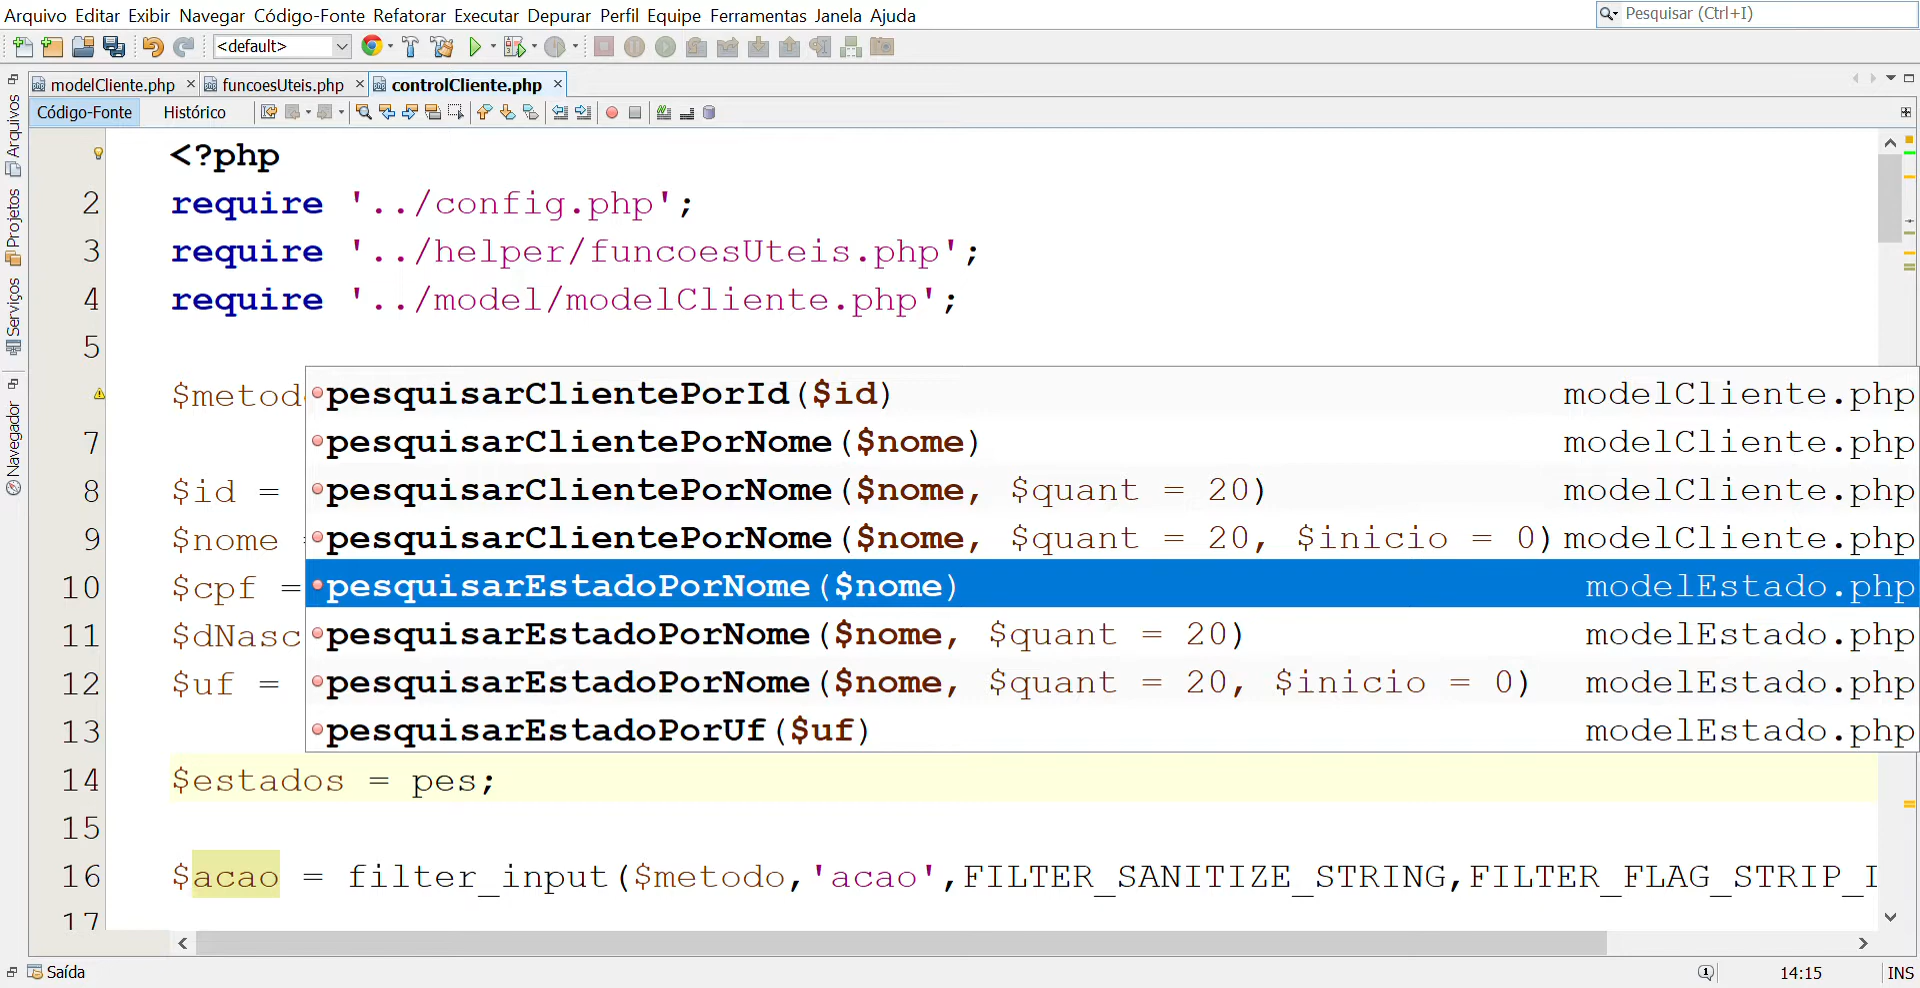 Arquivo Editar Exibir Navegar Código-Fonte Refatorar Executar Depurar Perfil Equipe Ferramentas Janela Ajuda
Pesquisar (Ctrl+I)
<default>
modelCliente.php × funcoesUteis.php × controlCliente.php ×
Código-Fonte Histórico
Arquivos
Projetos
Serviços
Navegador
<?php
2 require '../config.php';
3 require '../helper/funcoesUteis.php';
4 require '../model/modelCliente.php';
5
$metodo pesquisarClientePorId($id) modelCliente.php
7 pesquisarClientePorNome($nome) modelCliente.php
8 $id = pesquisarClientePorNome($nome, $quant = 20) modelCliente.php
9 $nome = pesquisarClientePorNome($nome, $quant = 20, $inicio = 0) modelCliente.php
10 $cpf = pesquisarEstadoPorNome($nome) modelEstado.php
11 $dNasc pesquisarEstadoPorNome($nome, $quant = 20) modelEstado.php
12 $uf = pesquisarEstadoPorNome($nome, $quant = 20, $inicio = 0) modelEstado.php
13 pesquisarEstadoPorUf($uf) modelEstado.php
14 $estados = pes;
15
16 $acao = filter_input($metodo,'acao',FILTER_SANITIZE_STRING,FILTER_FLAG_STRIP_
17
Saída
14:15 INS